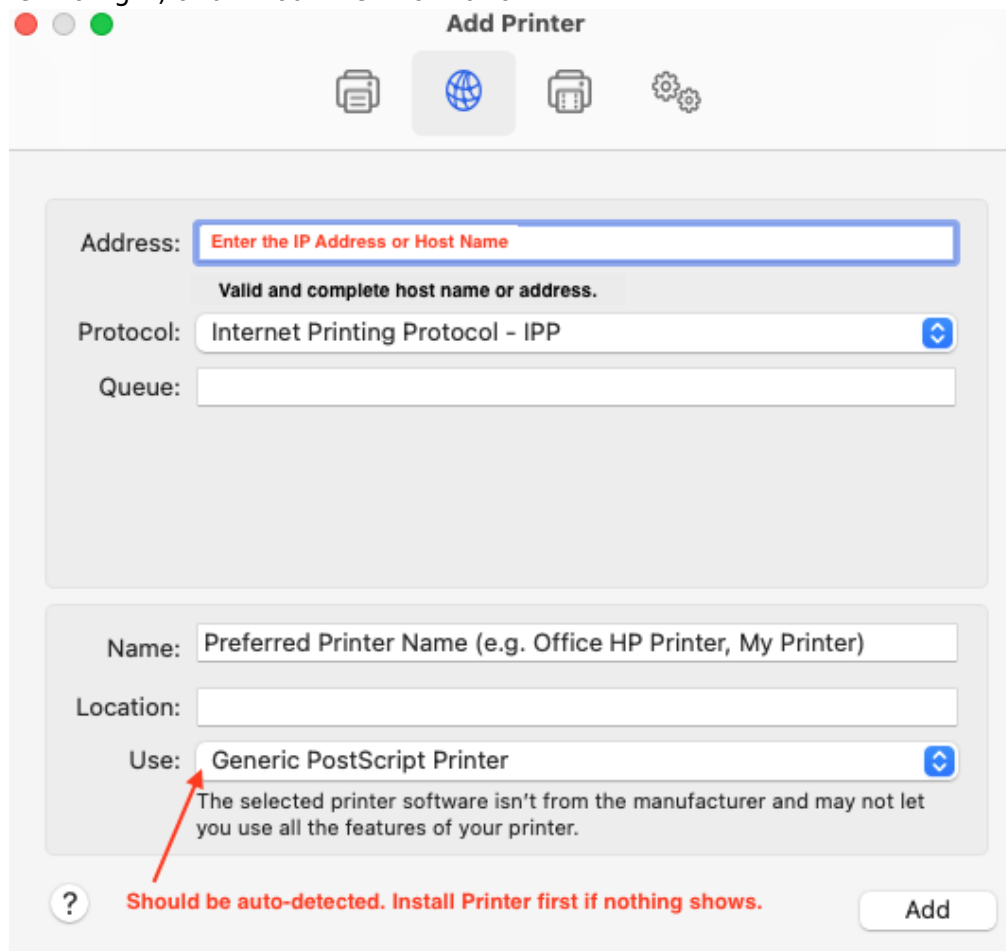 Add Printer
Address: Enter the IP Address or Host Name
Valid and complete host name or address.
Protocol: Internet Printing Protocol – IPP
Queue:
Name: Preferred Printer Name (e.g. Office HP Printer, My Printer)
Location:
Use: Generic PostScript Printer
The selected printer software isn't from the manufacturer and may not let
you use all the features of your printer.
? Should be auto-detected. Install Printer first if nothing shows. Add